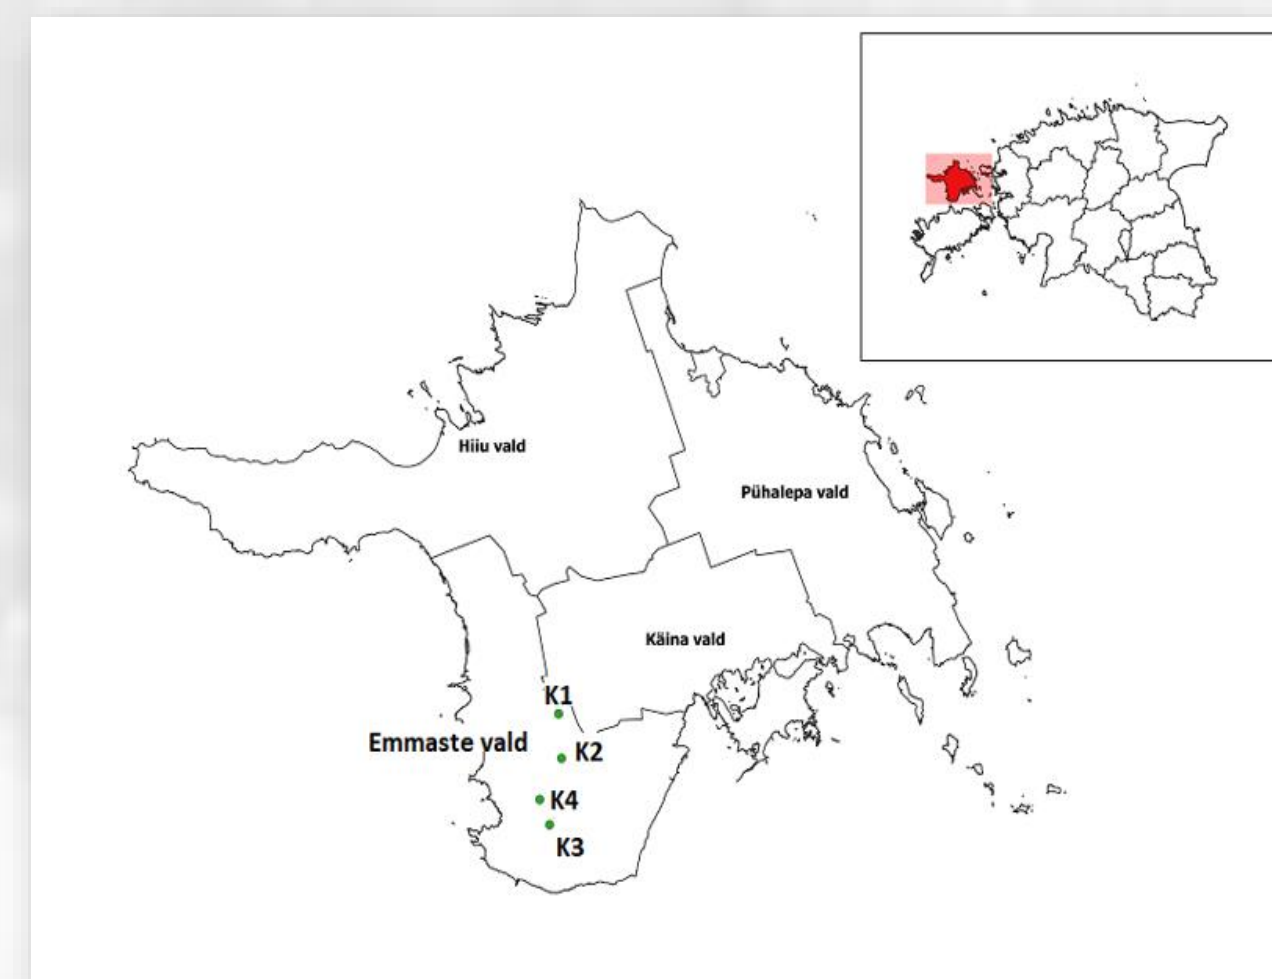 Hiiu vald
Pühalepa vald
Käina vald
K1
Emmaste vald
K2
K4
K3